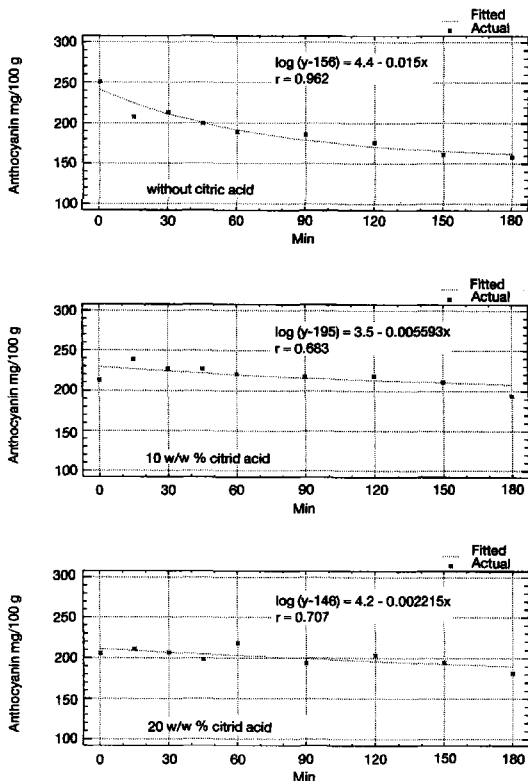 Fitted
Actual
300
250
200
150
100
Anthocyanin mg/100 g
log (y-156) = 4.4 - 0.015x
r = 0.962
without citric acid
0 30 60 90 120 150 180
Min
Fitted
Actual
300
250
200
150
100
Anthocyanin mg/100 g
log (y-195) = 3.5 - 0.005593x
r = 0.683
10 w/w % citrid acid
0 30 60 90 120 150 180
Min
Fitted
Actual
300
250
200
150
100
Anthocyanin mg/100 g
log (y-146) = 4.2 - 0.002215x
r = 0.707
20 w/w % citrid acid
0 30 60 90 120 150 180
Min